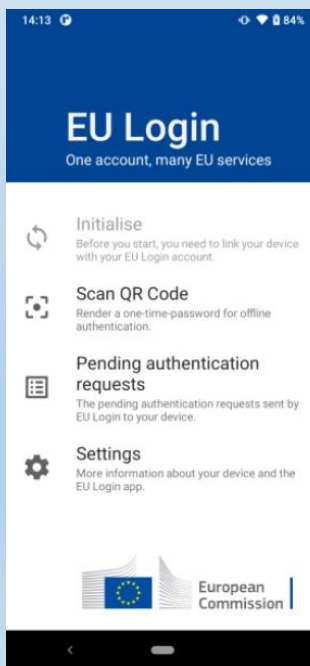 14:13
84%
EU Login
One account, many EU services
Initialise
Before you start, you need to link your device
with your EU Login account.
Scan QR Code
Render a one-time-password for offline
authentication.
Pending authentication
requests
The pending authentication requests sent by
EU Login to your device.
Settings
More information about your device and the
EU Login app.
European
Commission